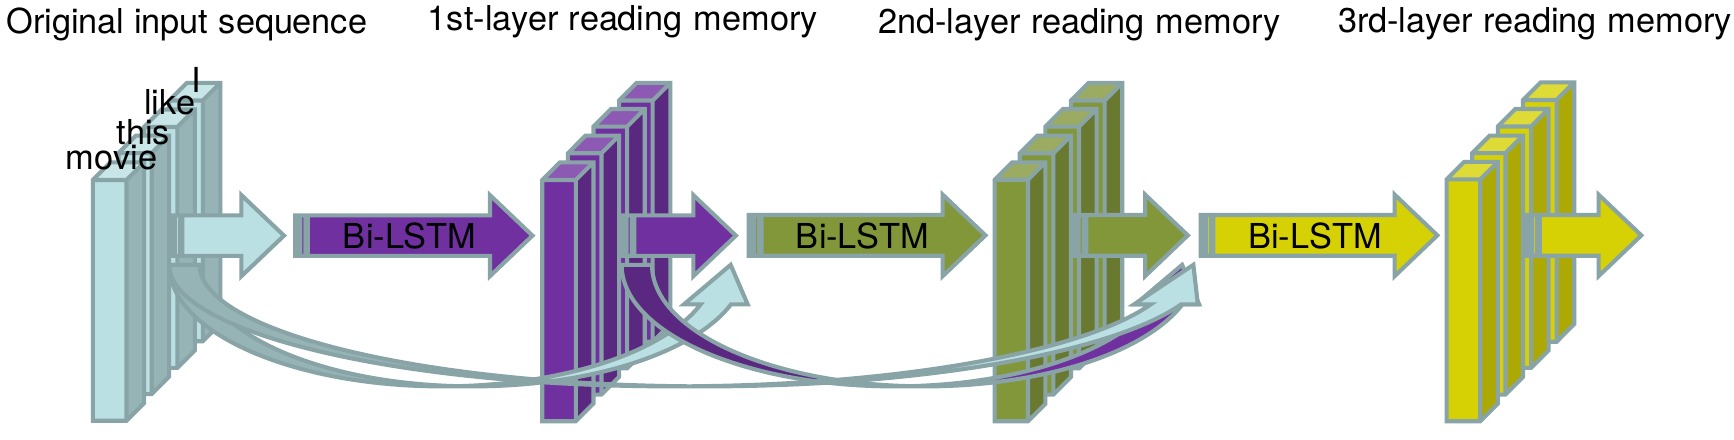 Original input sequence
1st-layer reading memory
2nd-layer reading memory
3rd-layer reading memory
I
like
this
movie
Bi-LSTM
Bi-LSTM
Bi-LSTM